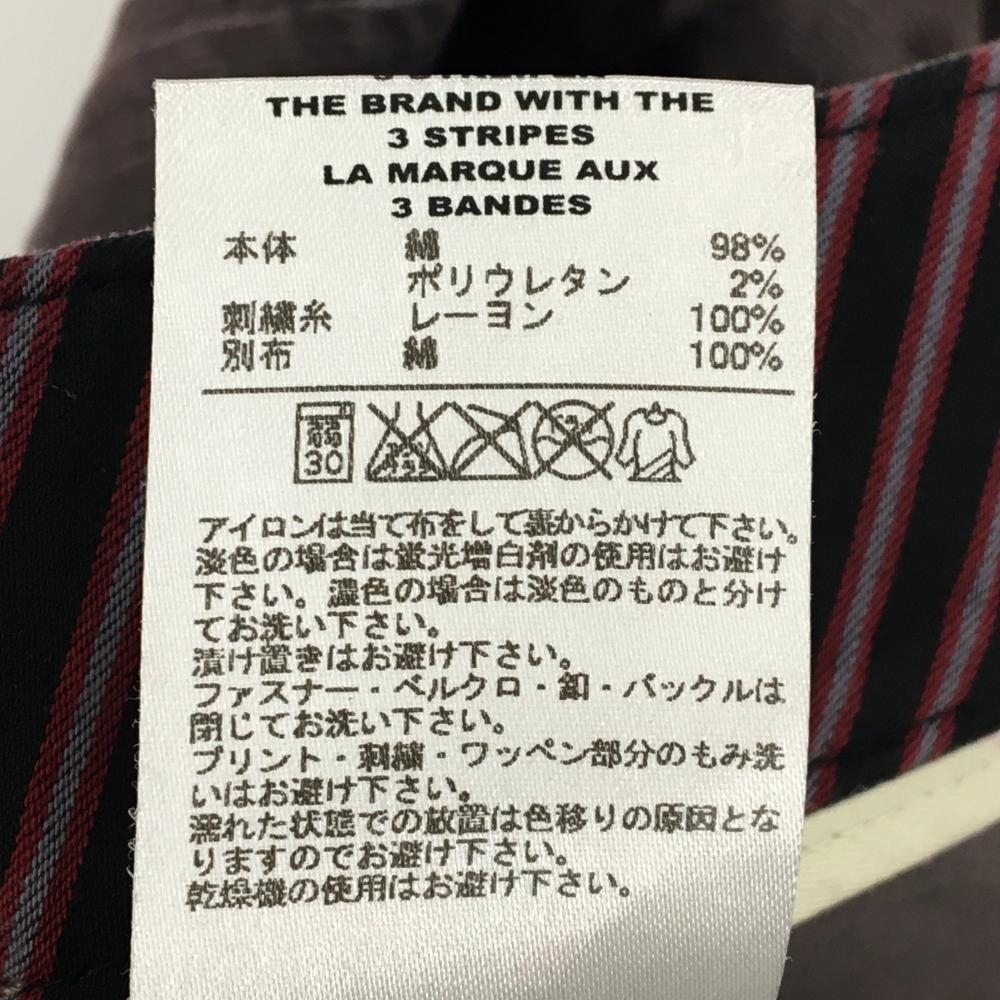 THE BRAND WITH THE
3 STRIPES
LA MARQUE AUX
3 BANDES
本体 綿 98%
ポリウレタン 2%
刺繍糸 レーヨン 100%
別布 綿 100%
30
アイロンは当て布をして裏からかけて下さい。
淡色の場合は蛍光増白剤の使用はお避け
下さい。濃色の場合は淡色のものと分け
てお洗い下さい。
漬け置きはお避け下さい。
ファスナー・ベルクロ・釦・バックルは
閉じてお洗い下さい。
プリント・刺繍・ワッペン部分のもみ洗
いはお避け下さい。
濡れた状態での放置は色移りの原因とな
りますのでお避け下さい。
乾燥機の使用はお避け下さい。